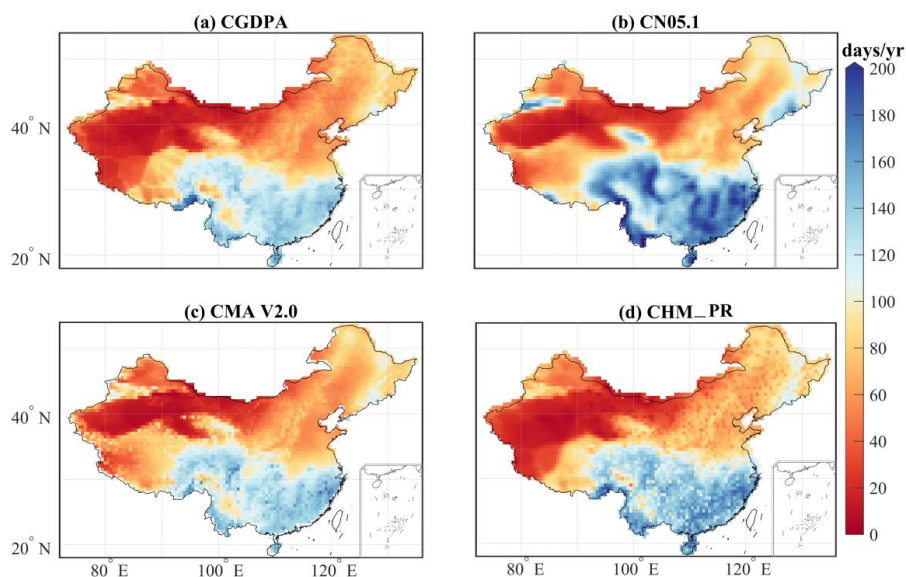 (a) CGDPA
(b) CN05.1
days/yr
200
180
160
140
120
100
80
60
40
20
0
40° N
20° N
(c) CMA V2.0
(d) CHM_PR
40° N
20° N
80° E
100° E
120° E
80° E
100° E
120° E